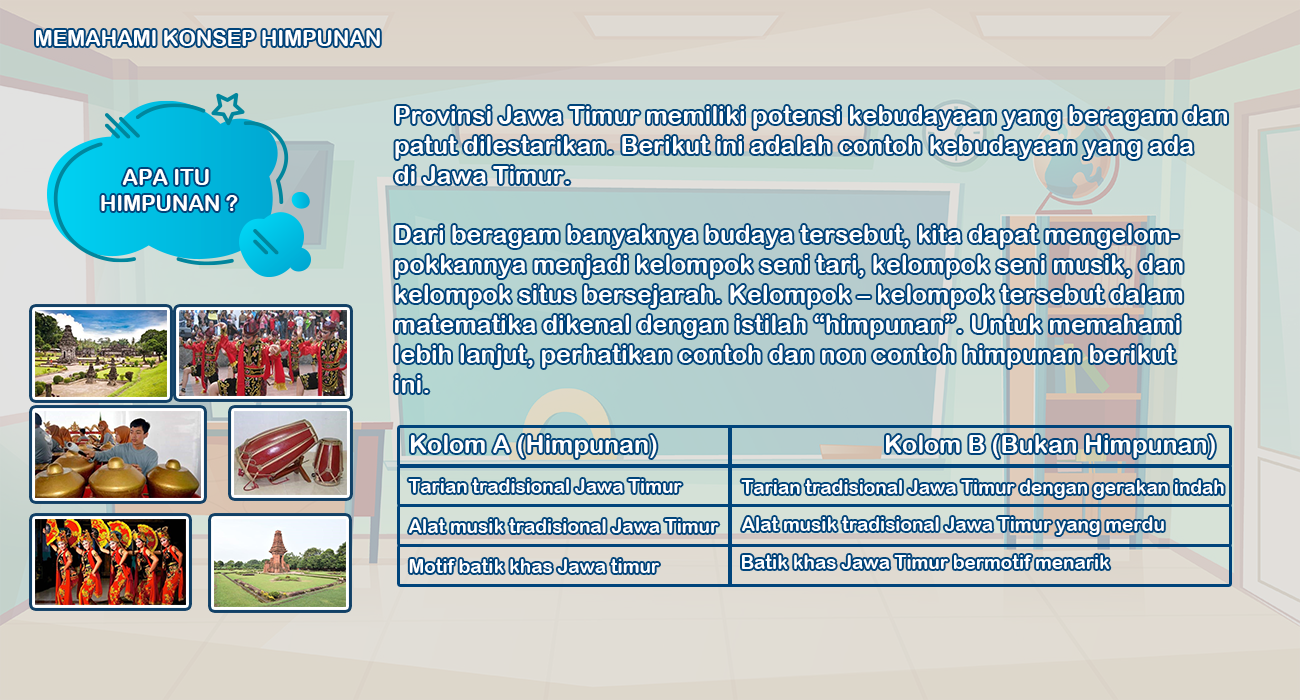 MEMAHAMI KONSEP HIMPUNAN
APA ITU
HIMPUNAN ?
Provinsi Jawa Timur memiliki potensi kebudayaan yang beragam dan
patut dilestarikan. Berikut ini adalah contoh kebudayaan yang ada
di Jawa Timur.
Dari beragam banyaknya budaya tersebut, kita dapat mengelom-
pokkannya menjadi kelompok seni tari, kelompok seni musik, dan
kelompok situs bersejarah. Kelompok – kelompok tersebut dalam
matematika dikenal dengan istilah “himpunan”. Untuk memahami
lebih lanjut, perhatikan contoh dan non contoh himpunan berikut
ini.
Kolom A (Himpunan) Kolom B (Bukan Himpunan)
Tarian tradisional Jawa Timur Tarian tradisional Jawa Timur dengan gerakan indah
Alat musik tradisional Jawa Timur Alat musik tradisional Jawa Timur yang merdu
Motif batik khas Jawa timur Batik khas Jawa Timur bermotif menarik